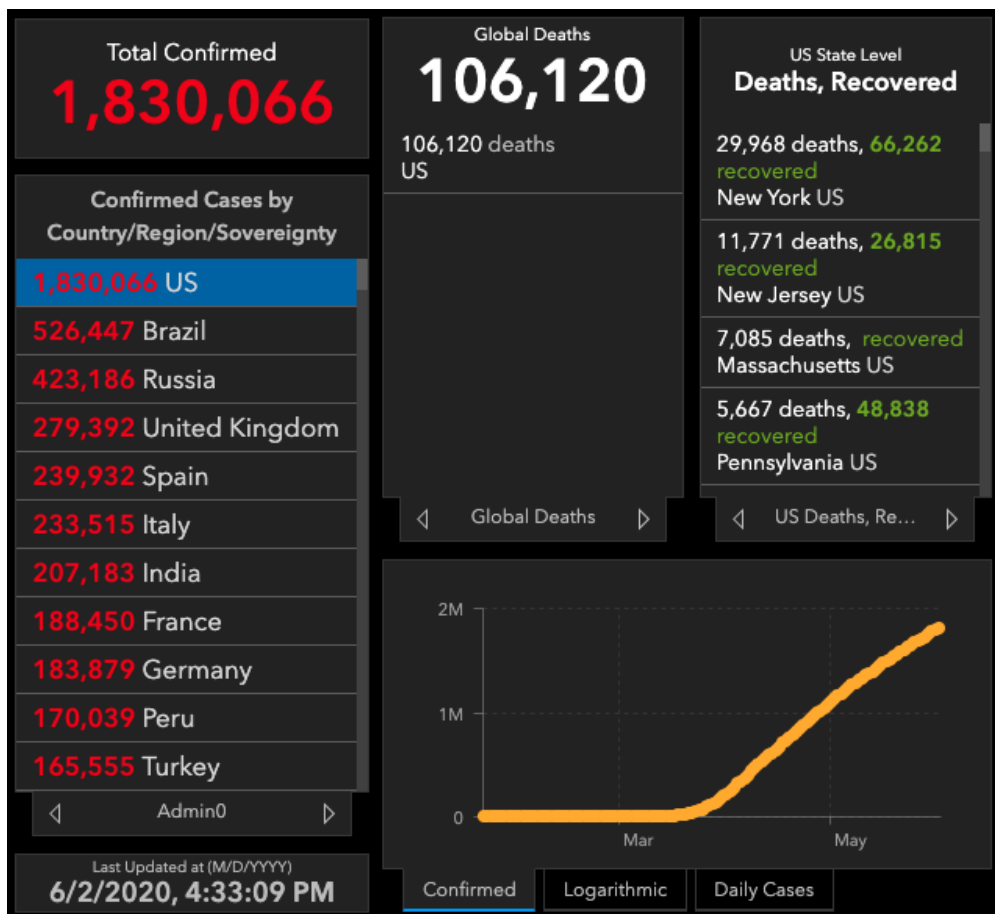 Total Confirmed
1,830,066
Confirmed Cases by
Country/Region/Sovereignty
1,830,066 US
526,447 Brazil
423,186 Russia
279,392 United Kingdom
239,932 Spain
233,515 Italy
207,183 India
188,450 France
183,879 Germany
170,039 Peru
165,555 Turkey
Admin0
Last Updated at (M/D/YYYY)
6/2/2020, 4:33:09 PM
Global Deaths
106,120
106,120 deaths
US
Global Deaths
US State Level
Deaths, Recovered
29,968 deaths, 66,262
recovered
New York US
11,771 deaths, 26,815
recovered
New Jersey US
7,085 deaths, recovered
Massachusetts US
5,667 deaths, 48,838
recovered
Pennsylvania US
US Deaths, Re...
2M
1M
0
Mar
May
Confirmed
Logarithmic
Daily Cases